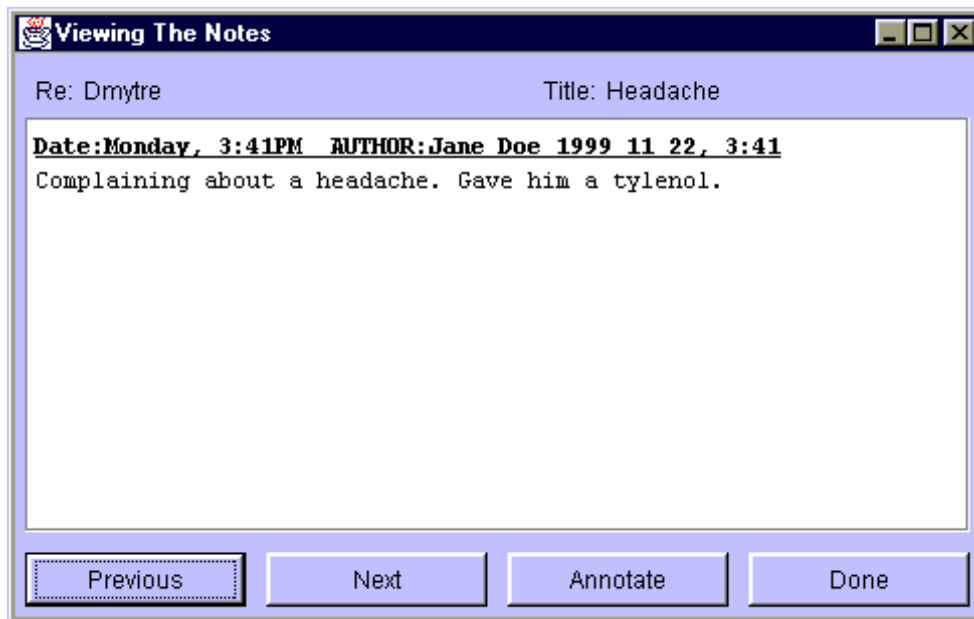 Viewing The Notes
Re: Dmytre Title: Headache
Date:Monday, 3:41PM AUTHOR:Jane Doe 1999 11 22, 3:41
Complaining about a headache. Gave him a tylenol.
Previous Next Annotate Done